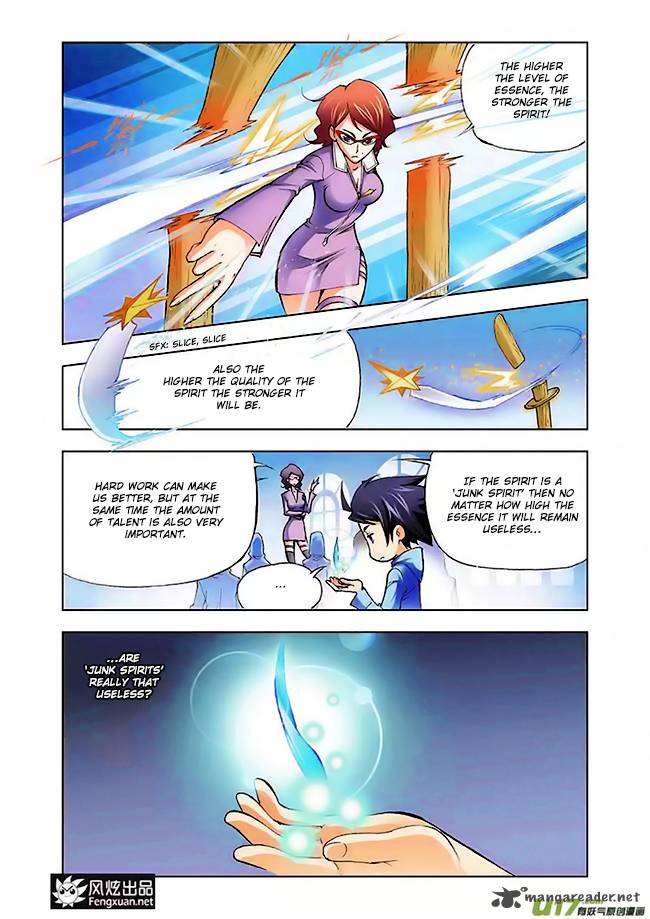 THE HIGHER
THE LEVEL OF
ESSENCE, THE
STRONGER THE
SPIRIT!
SFX: SLICE, SLICE
ALSO THE
HIGHER THE QUALITY OF THE
SPIRIT THE STRONGER IT
WILL BE.
HARD WORK CAN MAKE
US BETTER, BUT AT THE
SAME TIME THE AMOUNT
OF TALENT IS ALSO VERY
IMPORTANT.
IF THE SPIRIT IS A
'JUNK SPIRIT' THEN NO
MATTER HOW HIGH THE
ESSENCE IT WILL REMAIN
USELESS...
...
...ARE
'JUNK SPIRITS'
REALLY THAT
USELESS?
风炫出品
Fengxuan.net
mangareader.net
U17.com
有妖气原创漫画